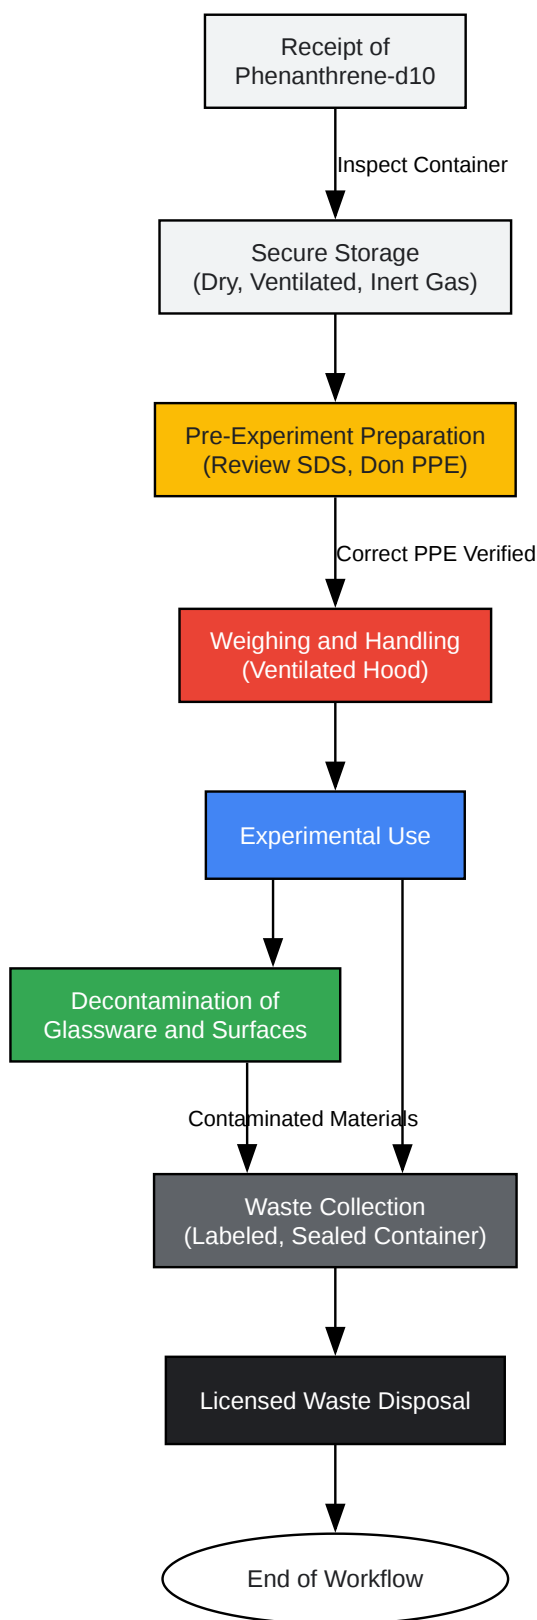 Receipt of
Phenanthrene-d10
Inspect Container
Secure Storage
(Dry, Ventilated, Inert Gas)
Pre-Experiment Preparation
(Review SDS, Don PPE)
Correct PPE Verified
Weighing and Handling
(Ventilated Hood)
Experimental Use
Decontamination of
Glassware and Surfaces
Contaminated Materials
Waste Collection
(Labeled, Sealed Container)
Licensed Waste Disposal
End of Workflow